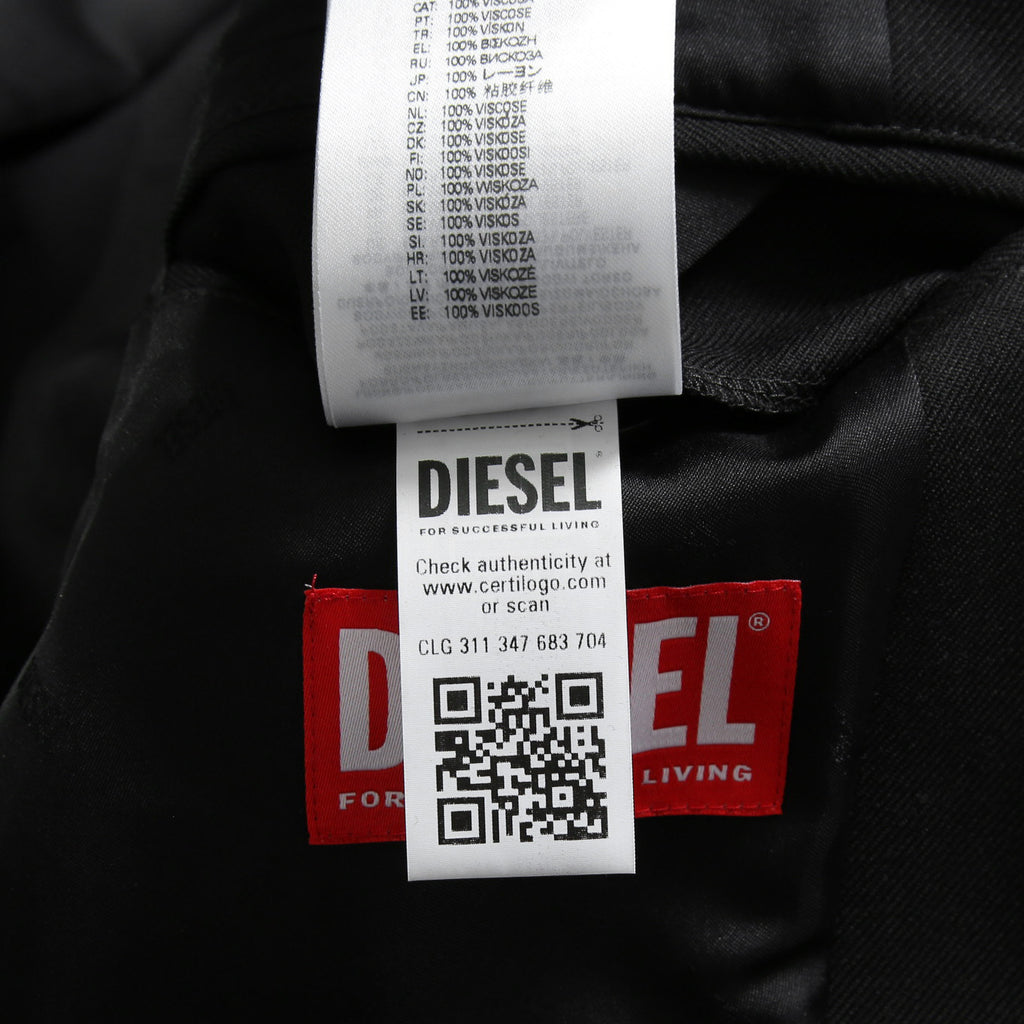 CAT: 100% VISCOSA
PT: 100% VISCOSE
TR: 100% VİSKON
EL: 100% ΒΙΣΚΟΖΗ
RU: 100% ВИСКОЗА
JP: 100% レーヨン
CN: 100% 粘胶纤维
NL: 100% VISCOSE
CZ: 100% VISKÓZA
DK: 100% VISKOSE
FI: 100% VISKOOSI
NO: 100% VISKOSE
PL: 100% WISKOZA
SK: 100% VISKÓZA
SE: 100% VISKOS
SI: 100% VISKOZA
HR: 100% VISKOZA
LT: 100% VISKOZĖ
LV: 100% VISKOZE
EE: 100% VISKOOS
DIESEL®
FOR SUCCESSFUL LIVING
Check authenticity at
www.certilogo.com
or scan
CLG 311 347 683 704
D EL®
FOR LIVING